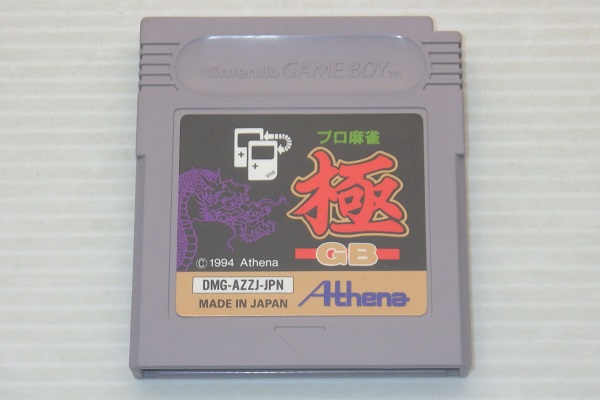 Nintendo GAME BOY TM
プロ麻雀
極
GB
© 1994 Athena
DMG-AZZJ-JPN
MADE IN JAPAN
Athena